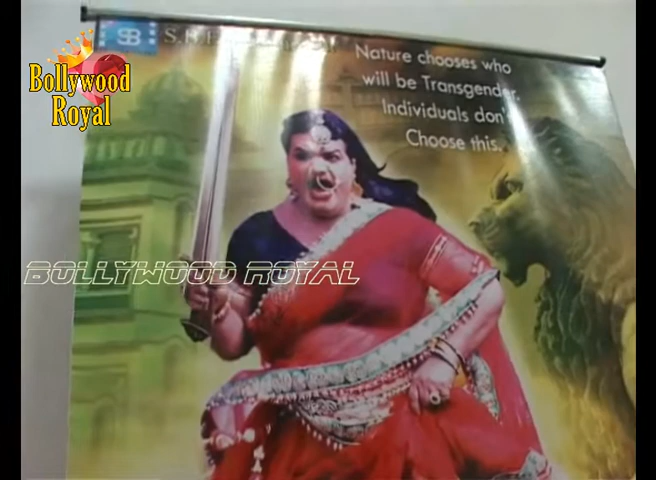 SB
Nature chooses who
will be Transgender,
Individuals don't
Choose this.
Bollywood
Royal
BOLLYWOOD ROYAL